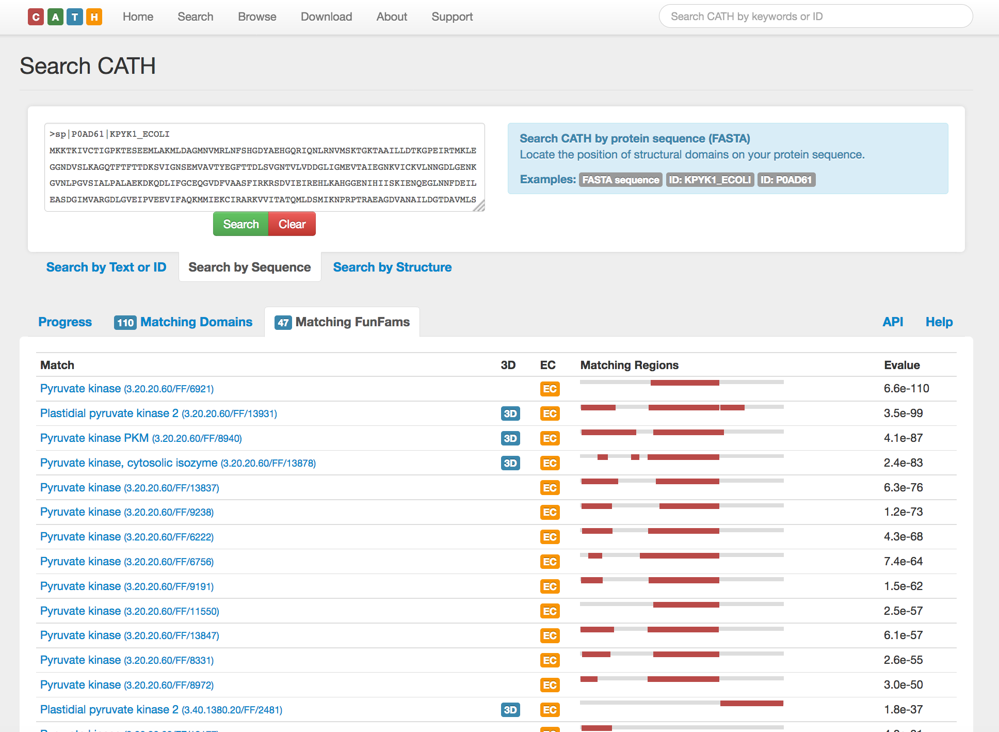 C A T H Home Search Browse Download About Support Search CATH by keywords or ID
Search CATH
>sp|P0AD61|KPYK1_ECOLI
MKKTKIVCTIGPKTESEEMLAKMLDAGMNVMRLNFSHGDYAEHGQRIQNLRNVMSKTGKTAAILLDTKGPEIRTMKLE
GGNDVSLKAGQTFTFTTDKSVIGNSEMVAVTYEGFTTDLSVGNTVLVDDGLIGMEVTAIEGNKVICKVLNNGDLGENK
GVNLPGVSIALPALAEKDKQDLIFGCEQGVDFVAASFIRKRSDVIEIREHLKAHGGENIHIISKIENQEGLNNFDEIL
EASDGIMVARGDLGVEIPVEEVIFAQKMMIEKCIRARKVVITATQMLDSMIKNPRPTRAEAGDVANAILDGTDAVMLS
Search Clear
Search CATH by protein sequence (FASTA)
Locate the position of structural domains on your protein sequence.
Examples: FASTA sequence ID: KPYK1_ECOLI ID: P0AD61
Search by Text or ID Search by Sequence Search by Structure
Progress 110 Matching Domains 47 Matching FunFams API Help
Match 3D EC Matching Regions Evalue
Pyruvate kinase (3.20.20.60/FF/6921) EC 6.6e-110
Plastidial pyruvate kinase 2 (3.20.20.60/FF/13931) 3D EC 3.5e-99
Pyruvate kinase PKM (3.20.20.60/FF/8940) 3D EC 4.1e-87
Pyruvate kinase, cytosolic isozyme (3.20.20.60/FF/13878) 3D EC 2.4e-83
Pyruvate kinase (3.20.20.60/FF/13837) EC 6.3e-76
Pyruvate kinase (3.20.20.60/FF/9238) EC 1.2e-73
Pyruvate kinase (3.20.20.60/FF/6222) EC 4.3e-68
Pyruvate kinase (3.20.20.60/FF/6756) EC 7.4e-64
Pyruvate kinase (3.20.20.60/FF/9191) EC 1.5e-62
Pyruvate kinase (3.20.20.60/FF/11550) EC 2.5e-57
Pyruvate kinase (3.20.20.60/FF/13847) EC 6.1e-57
Pyruvate kinase (3.20.20.60/FF/8331) EC 2.6e-55
Pyruvate kinase (3.20.20.60/FF/8972) EC 3.0e-50
Plastidial pyruvate kinase 2 (3.40.1380.20/FF/2481) 3D EC 1.8e-37